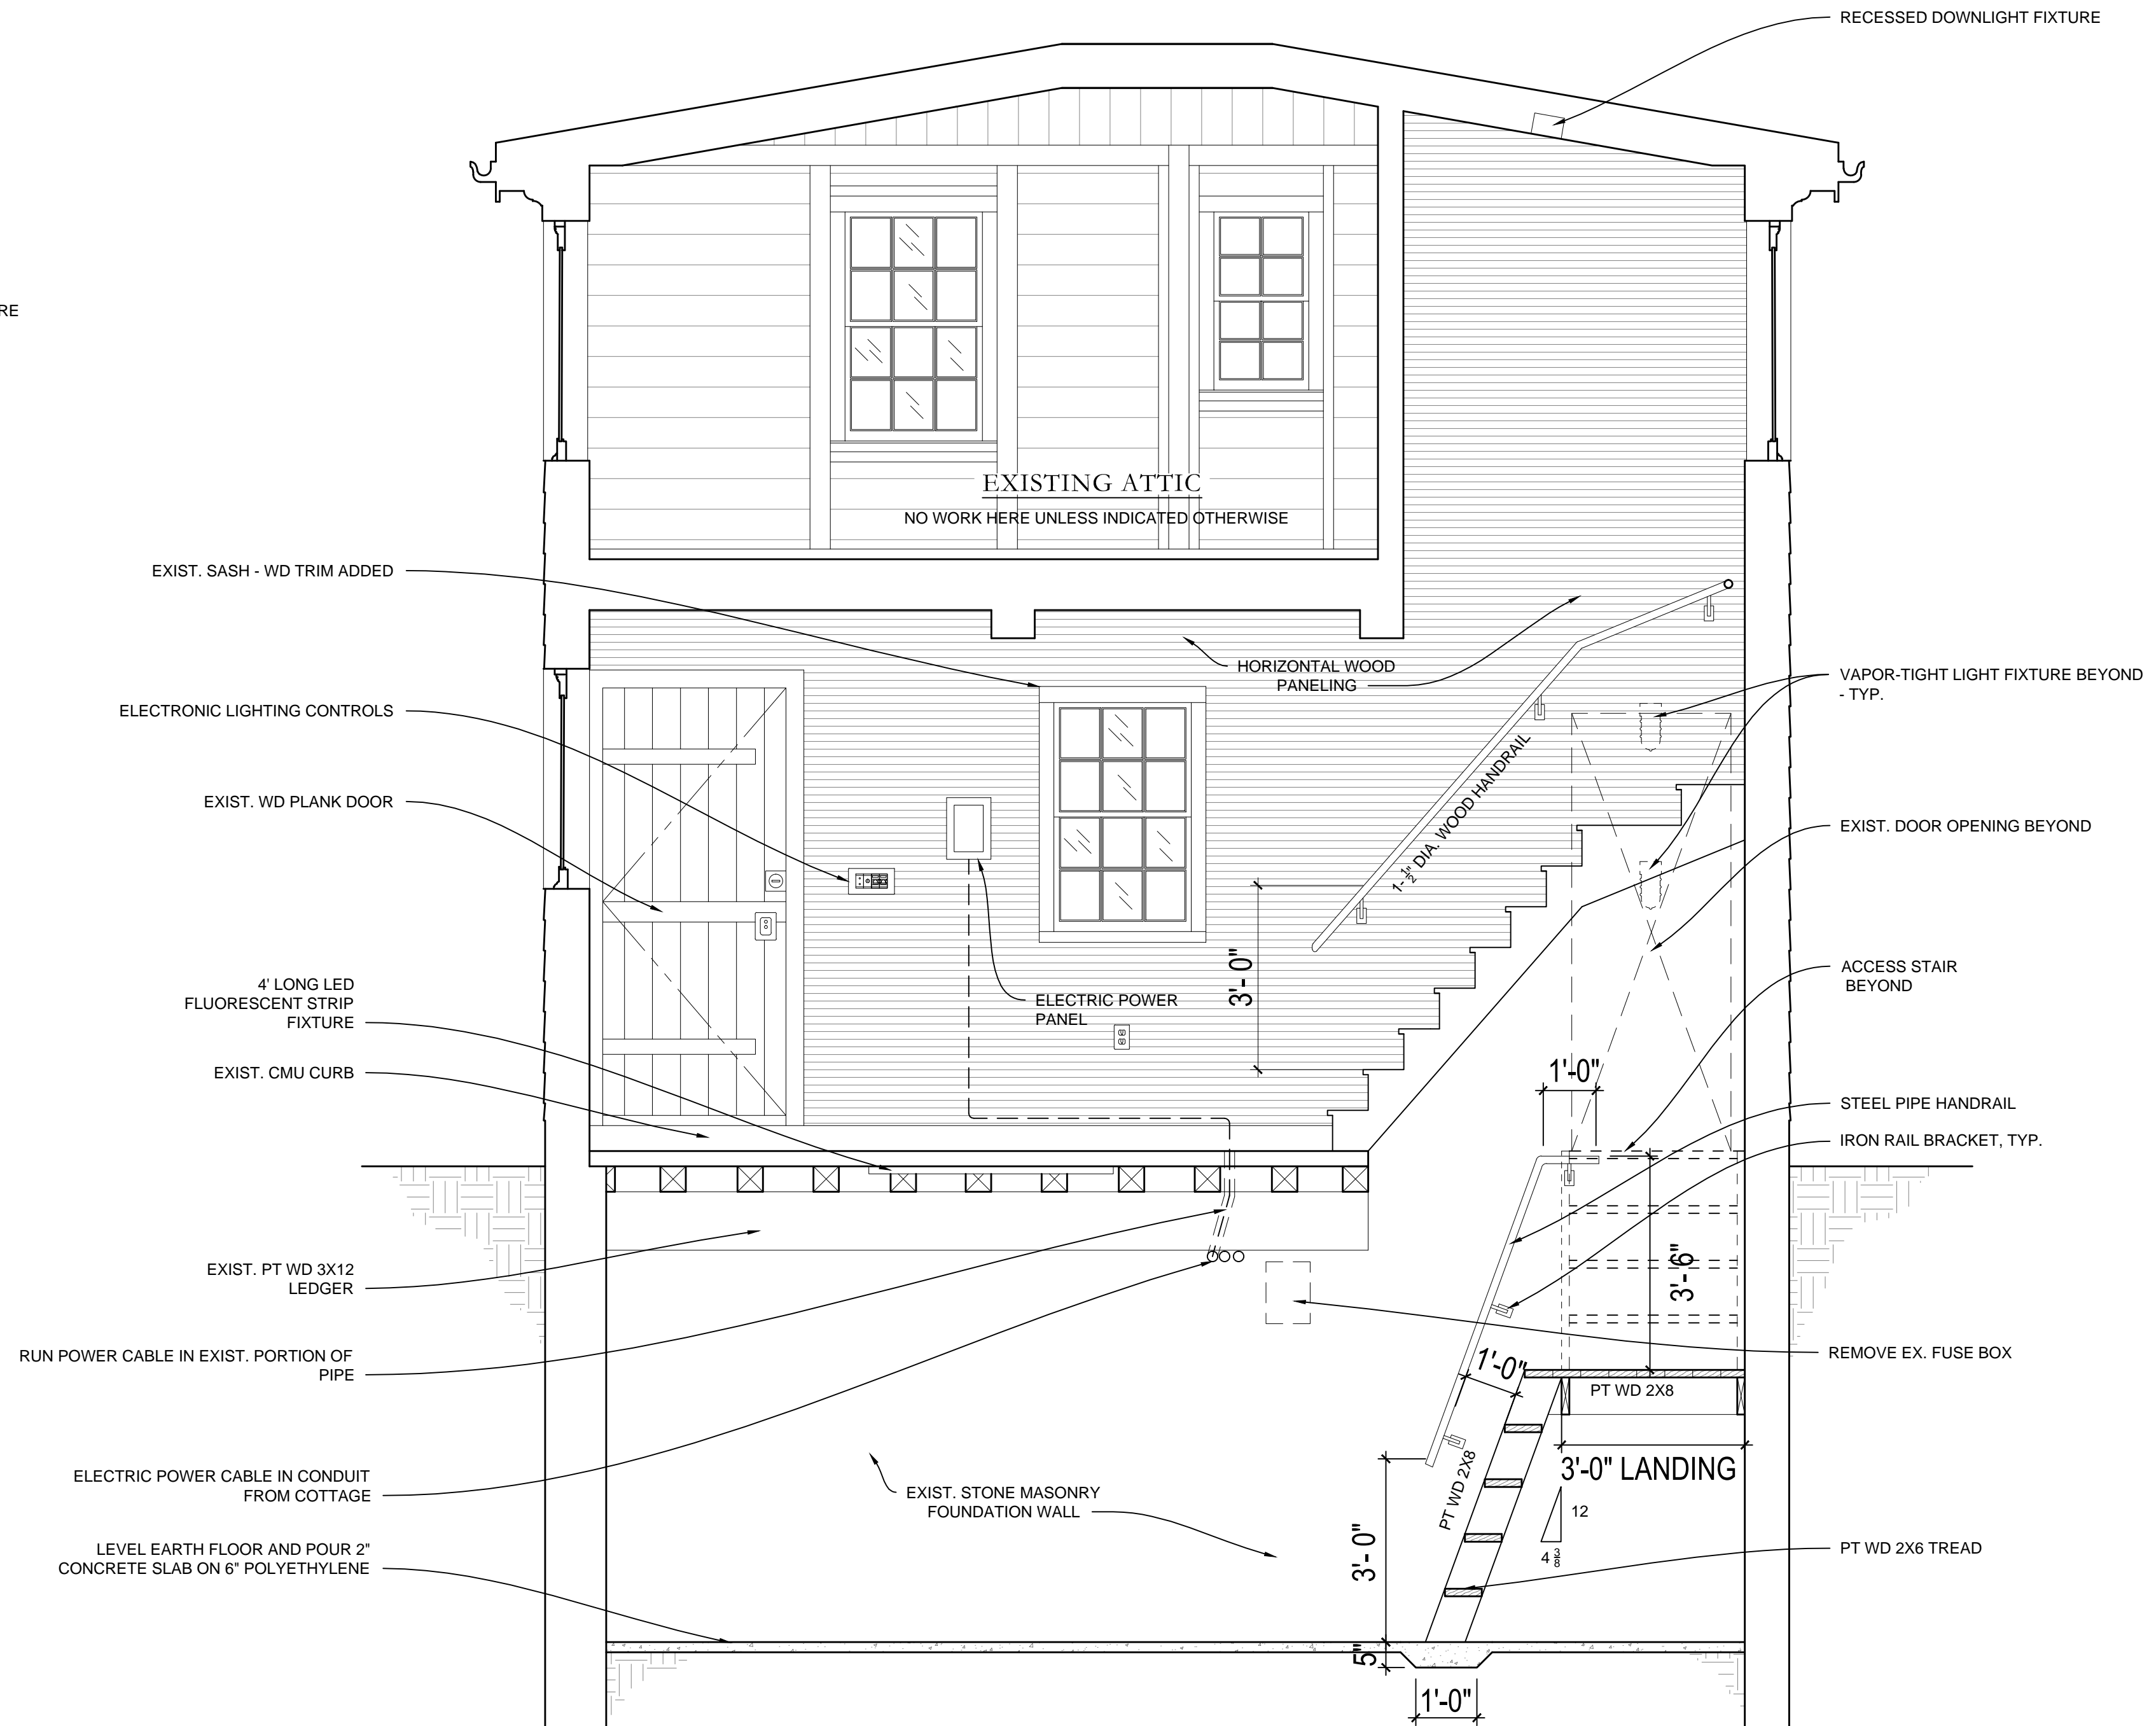 RECESSED DOWNLIGHT FIXTURE
RE
EXISTING ATTIC
NO WORK HERE UNLESS INDICATED OTHERWISE
EXIST. SASH - WD TRIM ADDED
HORIZONTAL WOOD
PANELING
VAPOR-TIGHT LIGHT FIXTURE BEYOND
- TYP.
ELECTRONIC LIGHTING CONTROLS
1-1/2" DIA. WOOD HANDRAIL
EXIST. WD PLANK DOOR
EXIST. DOOR OPENING BEYOND
3'- 0"
4' LONG LED
FLUORESCENT STRIP
FIXTURE
ELECTRIC POWER
PANEL
ACCESS STAIR
BEYOND
EXIST. CMU CURB
1'-0"
STEEL PIPE HANDRAIL
IRON RAIL BRACKET, TYP.
EXIST. PT WD 3X12
LEDGER
3'- 6"
RUN POWER CABLE IN EXIST. PORTION OF
PIPE
1'-0"
REMOVE EX. FUSE BOX
PT WD 2X8
ELECTRIC POWER CABLE IN CONDUIT
FROM COTTAGE
EXIST. STONE MASONRY
FOUNDATION WALL
PT WD 2X8
3'-0" LANDING
12
4 3/8
3'- 0"
LEVEL EARTH FLOOR AND POUR 2"
CONCRETE SLAB ON 6" POLYETHYLENE
PT WD 2X6 TREAD
5"
1'-0"